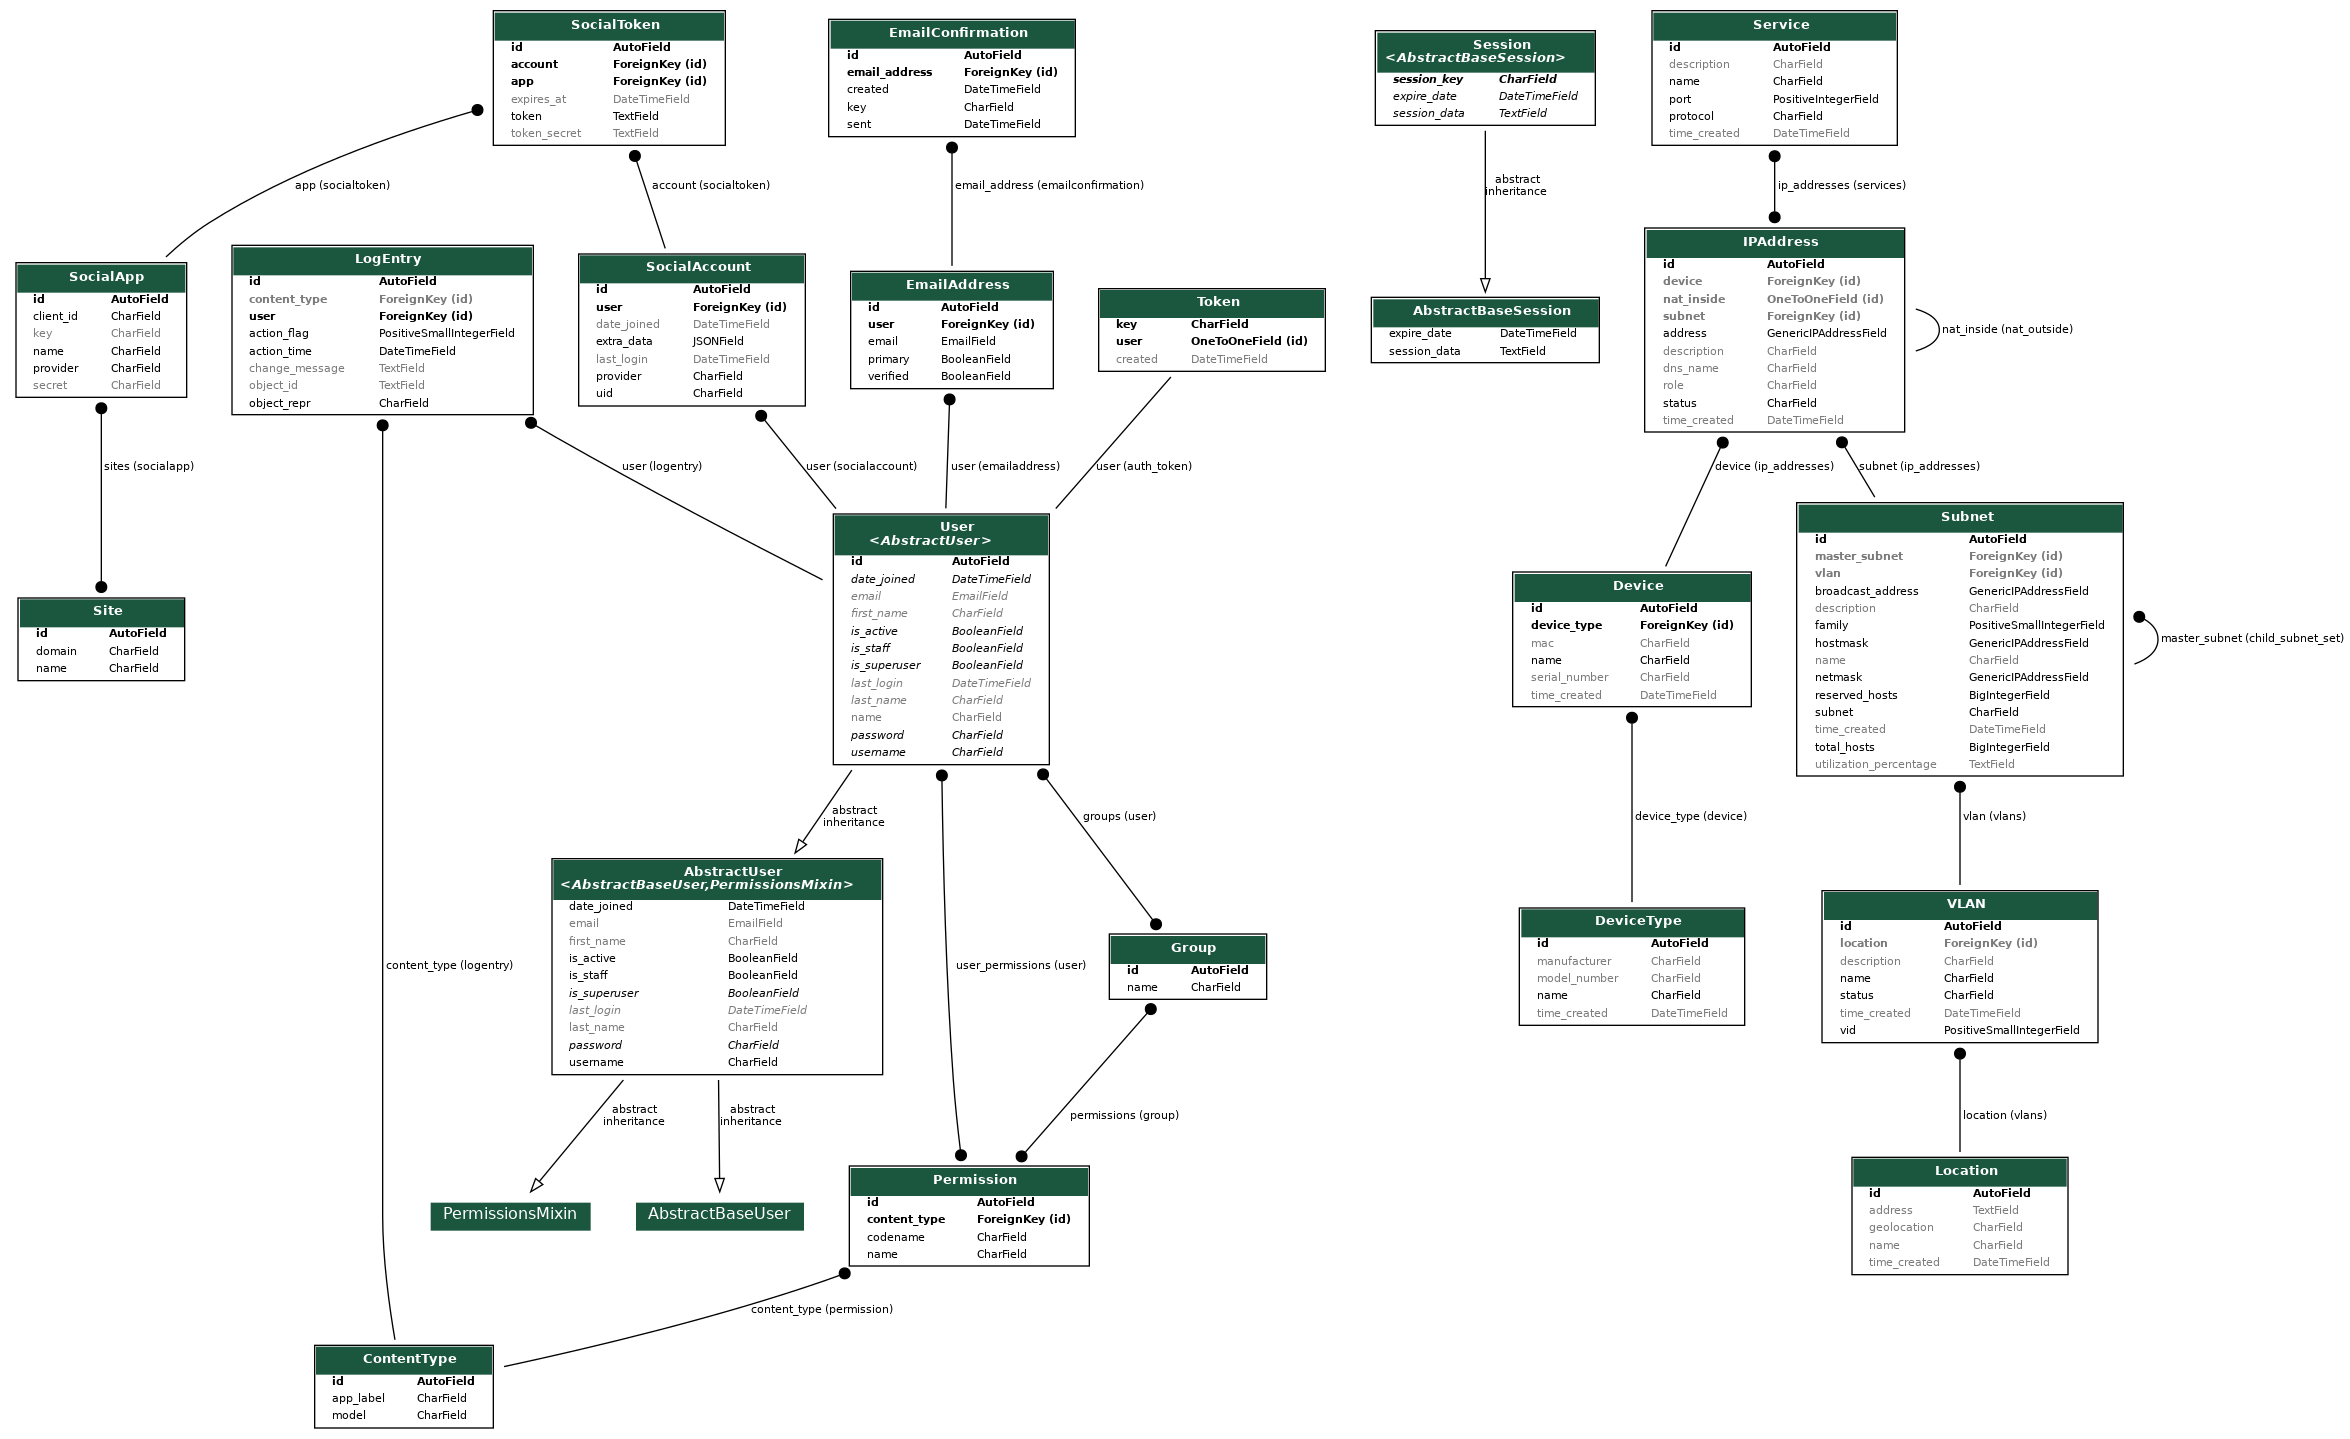 SocialToken
id AutoField
account ForeignKey (id)
app ForeignKey (id)
expires_at DateTimeField
token TextField
token_secret TextField
EmailConfirmation
id AutoField
email_address ForeignKey (id)
created DateTimeField
key CharField
sent DateTimeField
Session
<AbstractBaseSession>
session_key CharField
expire_date DateTimeField
session_data TextField
Service
id AutoField
description CharField
name CharField
port PositiveIntegerField
protocol CharField
time_created DateTimeField
app (socialtoken)
account (socialtoken)
email_address (emailconfirmation)
abstract
inheritance
ip_addresses (services)
SocialApp
id AutoField
client_id CharField
key CharField
name CharField
provider CharField
secret CharField
LogEntry
id AutoField
content_type ForeignKey (id)
user ForeignKey (id)
action_flag PositiveSmallIntegerField
action_time DateTimeField
change_message TextField
object_id TextField
object_repr CharField
SocialAccount
id AutoField
user ForeignKey (id)
date_joined DateTimeField
extra_data JSONField
last_login DateTimeField
provider CharField
uid CharField
EmailAddress
id AutoField
user ForeignKey (id)
email EmailField
primary BooleanField
verified BooleanField
Token
key CharField
user OneToOneField (id)
created DateTimeField
AbstractBaseSession
expire_date DateTimeField
session_data TextField
IPAddress
id AutoField
device ForeignKey (id)
nat_inside OneToOneField (id)
subnet ForeignKey (id)
address GenericIPAddressField
description CharField
dns_name CharField
role CharField
status CharField
time_created DateTimeField
nat_inside (nat_outside)
sites (socialapp)
user (logentry)
user (socialaccount)
user (emailaddress)
user (auth_token)
device (ip_addresses)
subnet (ip_addresses)
Site
id AutoField
domain CharField
name CharField
User
<AbstractUser>
id AutoField
date_joined DateTimeField
email EmailField
first_name CharField
is_active BooleanField
is_staff BooleanField
is_superuser BooleanField
last_login DateTimeField
last_name CharField
name CharField
password CharField
username CharField
Device
id AutoField
device_type ForeignKey (id)
mac CharField
name CharField
serial_number CharField
time_created DateTimeField
Subnet
id AutoField
master_subnet ForeignKey (id)
vlan ForeignKey (id)
broadcast_address GenericIPAddressField
description CharField
family PositiveSmallIntegerField
hostmask GenericIPAddressField
name CharField
netmask GenericIPAddressField
reserved_hosts BigIntegerField
subnet CharField
time_created DateTimeField
total_hosts BigIntegerField
utilization_percentage TextField
master_subnet (child_subnet_set)
abstract
inheritance
groups (user)
device_type (device)
vlan (vlans)
AbstractUser
<AbstractBaseUser,PermissionsMixin>
date_joined DateTimeField
email EmailField
first_name CharField
is_active BooleanField
is_staff BooleanField
is_superuser BooleanField
last_login DateTimeField
last_name CharField
password CharField
username CharField
content_type (logentry)
user_permissions (user)
Group
id AutoField
name CharField
DeviceType
id AutoField
manufacturer CharField
model_number CharField
name CharField
time_created DateTimeField
VLAN
id AutoField
location ForeignKey (id)
description CharField
name CharField
status CharField
time_created DateTimeField
vid PositiveSmallIntegerField
abstract
inheritance
abstract
inheritance
permissions (group)
location (vlans)
PermissionsMixin
AbstractBaseUser
Permission
id AutoField
content_type ForeignKey (id)
codename CharField
name CharField
Location
id AutoField
address TextField
geolocation CharField
name CharField
time_created DateTimeField
content_type (permission)
ContentType
id AutoField
app_label CharField
model CharField